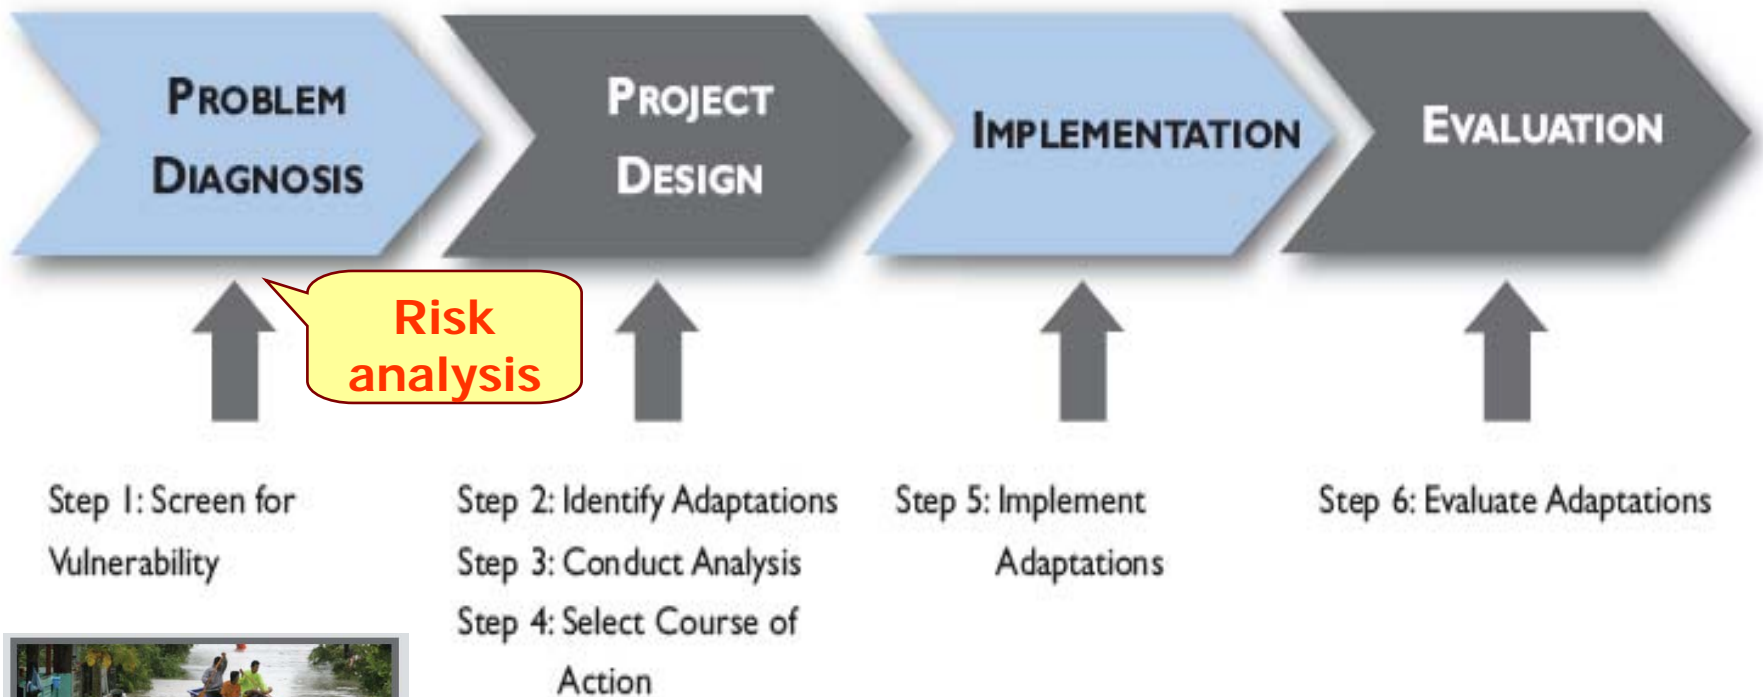 PROBLEM
DIAGNOSIS
PROJECT
DESIGN
IMPLEMENTATION
EVALUATION
Risk
analysis
Step 1: Screen for
Vulnerability
Step 2: Identify Adaptations
Step 3: Conduct Analysis
Step 4: Select Course of
Action
Step 5: Implement
Adaptations
Step 6: Evaluate Adaptations